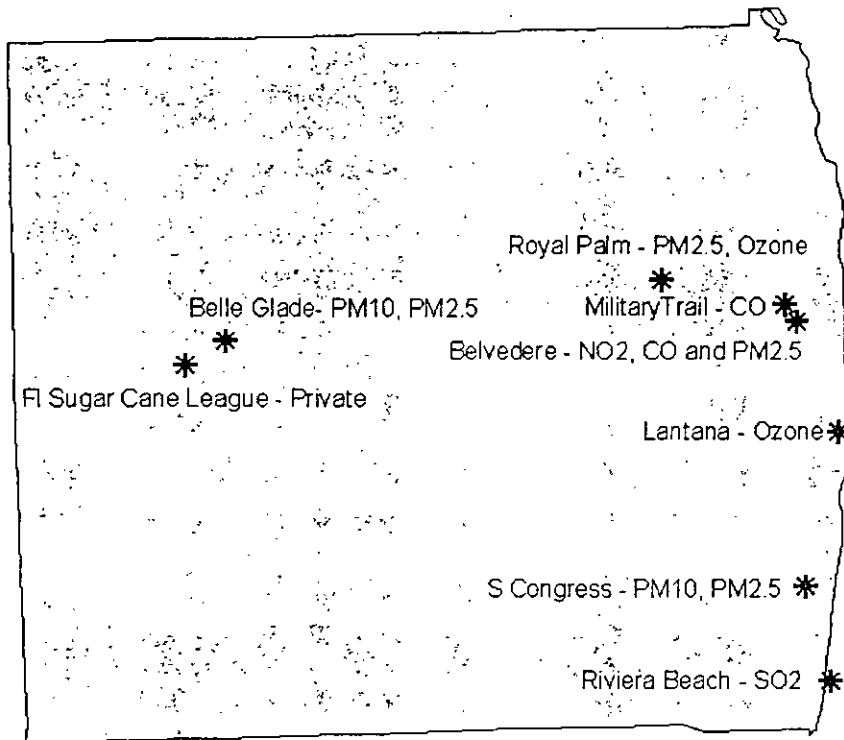 Royal Palm - PM2.5, Ozone
MilitaryTrail - CO
Belle Glade- PM10, PM2.5
Belvedere - NO2, CO and PM2.5
Fl Sugar Cane League - Private
Lantana - Ozone
S Congress - PM10, PM2.5
Riviera Beach - SO2